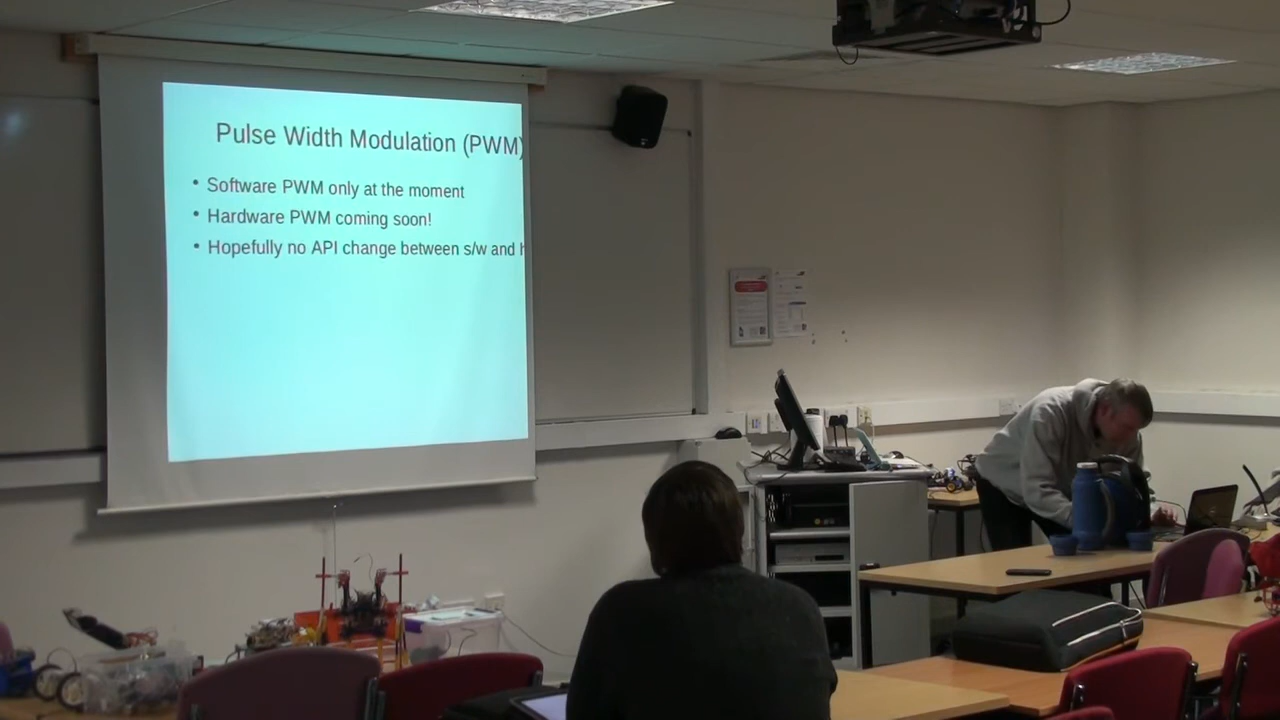 Pulse Width Modulation (PWM)
• Software PWM only at the moment
• Hardware PWM coming soon!
• Hopefully no API change between s/w and